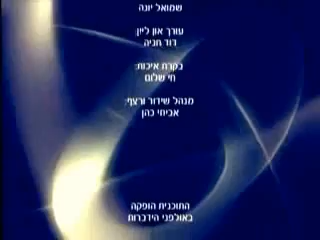 שמואל יונה
עורך און ליין:
דוד חניה
בקרת איכות:
חי שלום
מנהל שידור ורצף:
אביחי כהן
התוכנית הופקה
באולפני הידברות